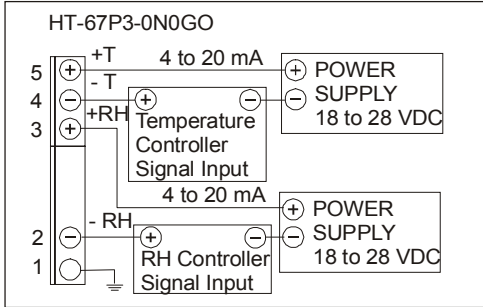 HT-67P3-0N0GO
+T
4 to 20 mA
5
POWER
SUPPLY
18 to 28 VDC
- T
4
+RH
3
Temperature
Controller
Signal Input
4 to 20 mA
POWER
SUPPLY
18 to 28 VDC
- RH
2
RH Controller
Signal Input
1